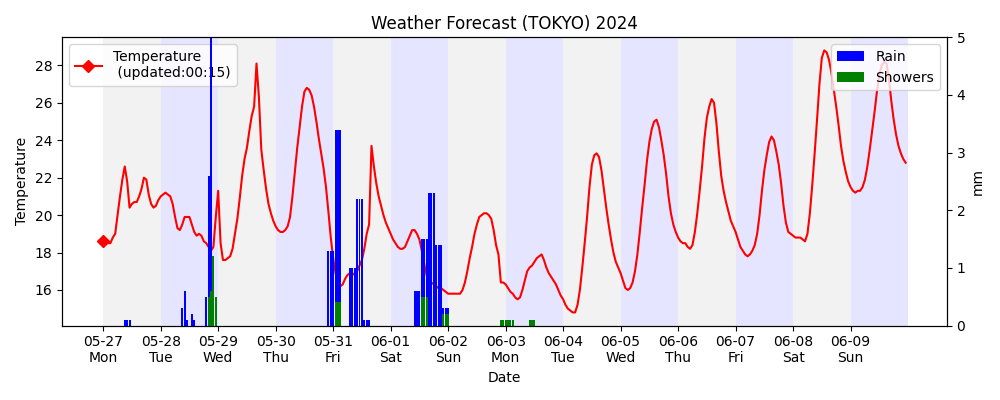 Weather Forecast (TOKYO) 2024
Temperature
(updated:00:15)
Rain
Showers
Temperature
28
26
24
22
20
18
16
5
4
3
2
1
0
mm
05-27 05-28 05-29 05-30 05-31 06-01 06-02 06-03 06-04 06-05 06-06 06-07 06-08 06-09
Mon Tue Wed Thu Fri Sat Sun Mon Tue Wed Thu Fri Sat Sun
Date